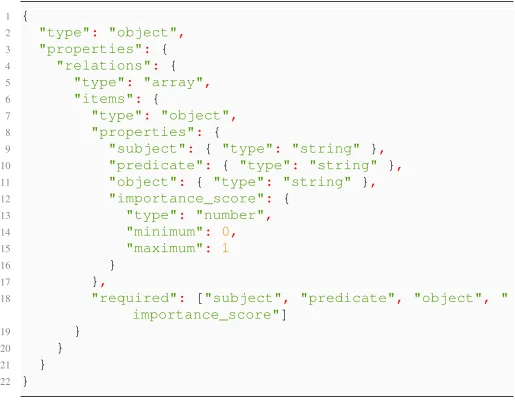 1 {
2   "type": "object",
3   "properties": {
4     "relations": {
5       "type": "array",
6       "items": {
7         "type": "object",
8         "properties": {
9           "subject": { "type": "string" },
10           "predicate": { "type": "string" },
11           "object": { "type": "string" },
12           "importance_score": {
13             "type": "number",
14             "minimum": 0,
15             "maximum": 1
16           }
17         },
18         "required": ["subject", "predicate", "object", "
importance_score"]
19       }
20     }
21   }
22 }